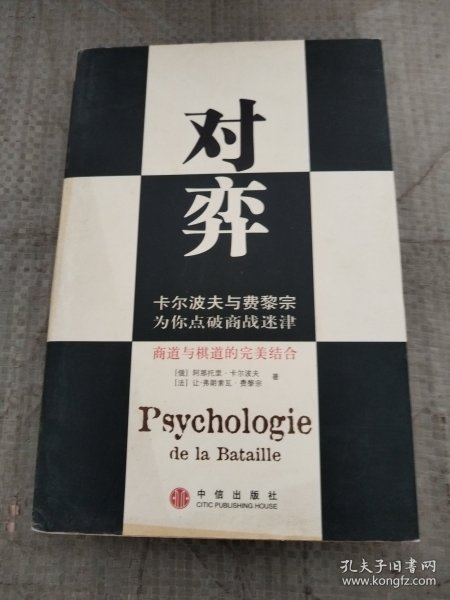 对
弈
卡尔波夫与费黎宗
为你点破商战迷津
商道与棋道的完美结合
［俄］阿那托里·卡尔波夫
［法］让·弗朗索瓦·费黎宗 著
Psychologie
de la Bataille
中信出版社
CITIC PUBLISHING HOUSE
孔夫子旧书网
www.kongfz.com